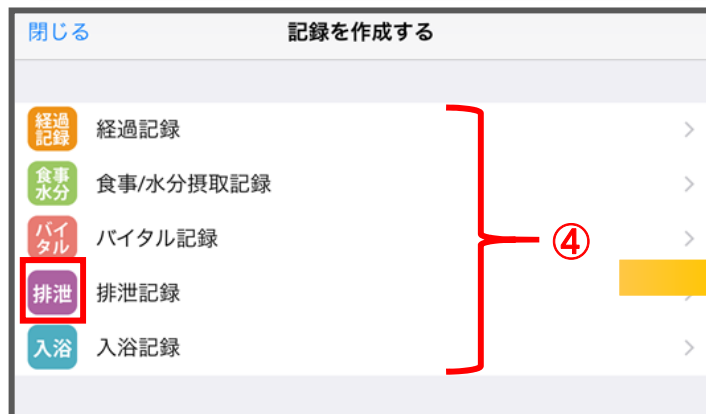 閉じる 記録を作成する
経過
記録 経過記録
食事
水分 食事/水分摂取記録
バイ
タル バイタル記録
④
排泄 排泄記録
入浴 入浴記録